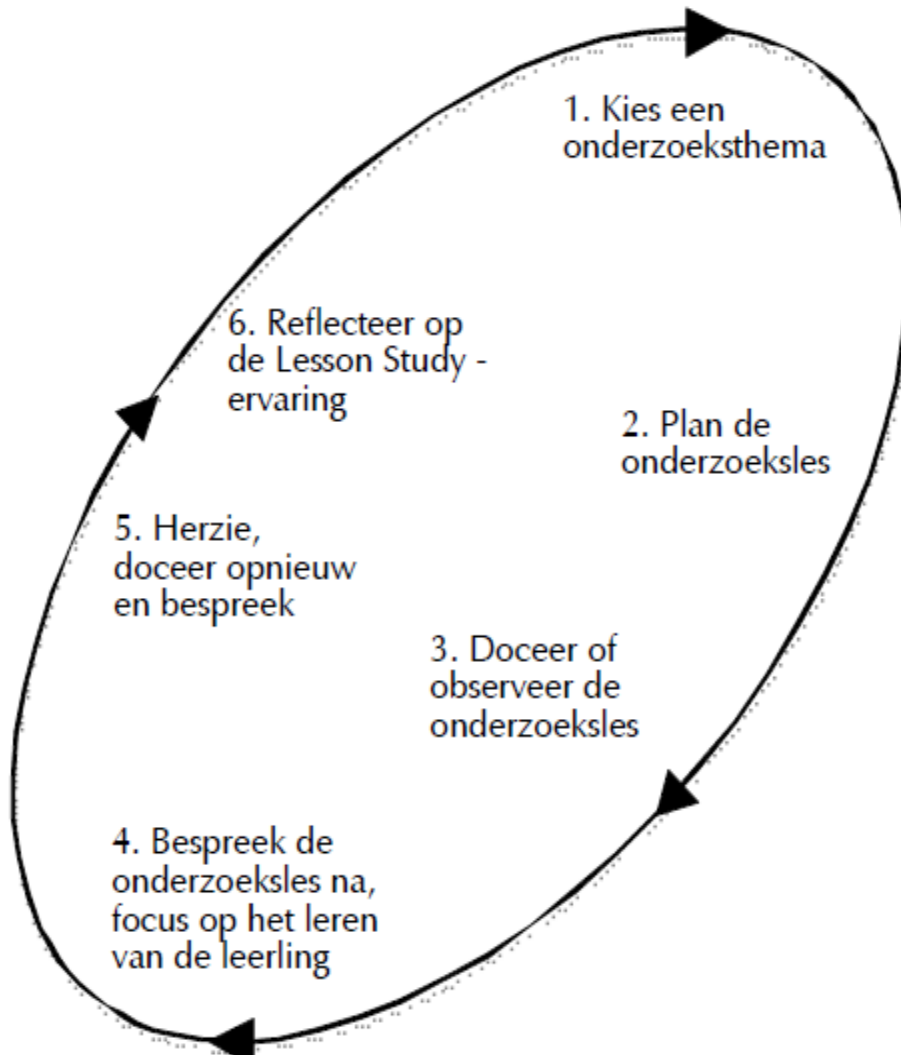 1. Kies een
onderzoeksthema
2. Plan de
onderzoeksles
3. Doceer of
observeer de
onderzoeksles
4. Bespreek de
onderzoeksles na,
focus op het leren
van de leerling
5. Herzie,
doceer opnieuw
en bespreek
6. Reflecteer op
de Lesson Study -
ervaring